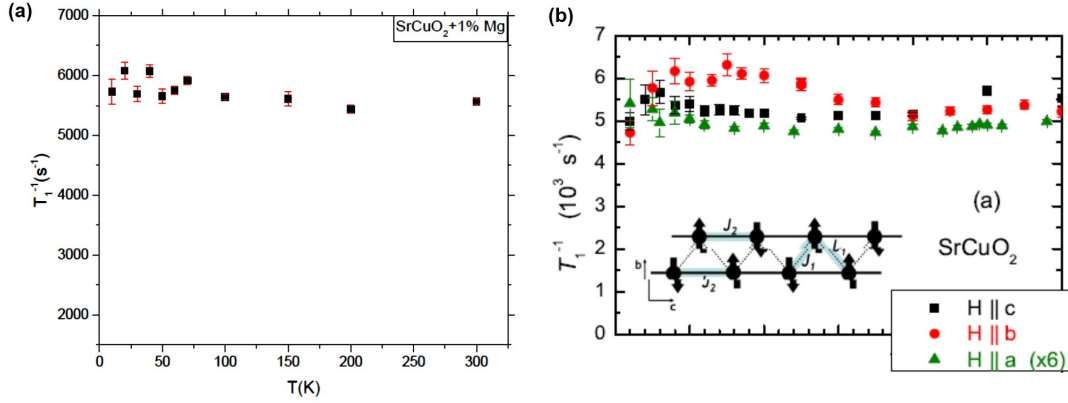 (a)
7000
6000
5000
4000
3000
2000
T₁⁻¹(s⁻¹)
SrCuO₂+1% Mg
0 50 100 150 200 250 300
T(K)
(b)
7
6
5
4
3
2
1
0
T₁⁻¹ (10³ s⁻¹)
(a)
SrCuO₂
J₂
J₁
J₂
b
c
H || c
H || b
H || a (x6)